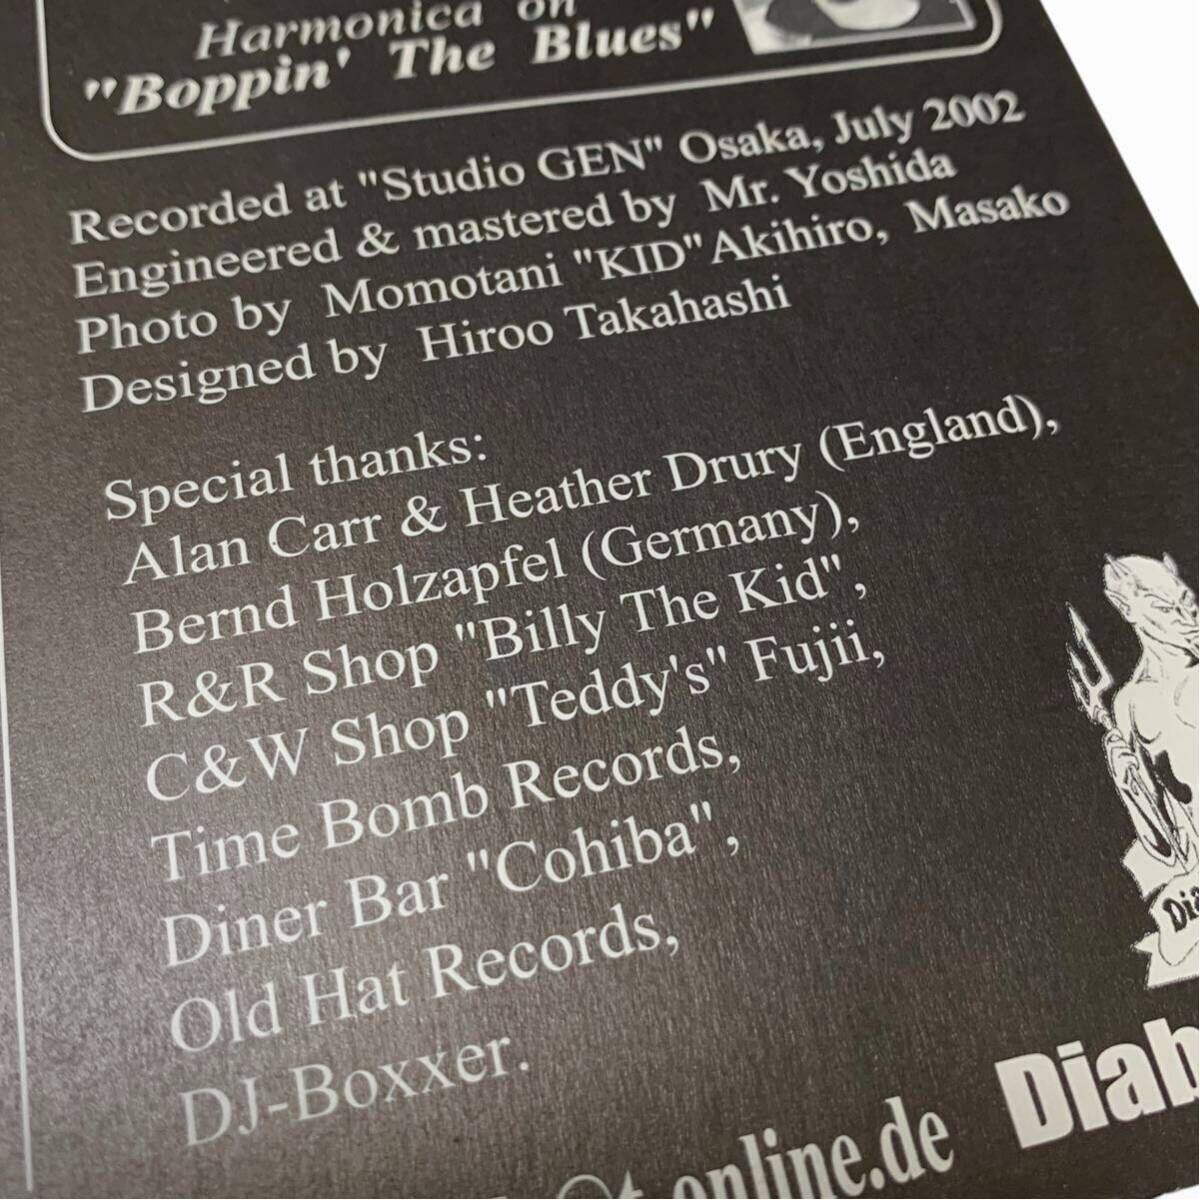 Harmonica on
"Boppin' The Blues"
Recorded at "Studio GEN" Osaka, July 2002
Engineered & mastered by Mr. Yoshida
Photo by Momotani "KID" Akihiro, Masako
Designed by Hiroo Takahashi
Special thanks:
Alan Carr & Heather Drury (England),
Bernd Holzapfel (Germany),
R&R Shop "Billy The Kid",
C&W Shop "Teddy's" Fujii,
Time Bomb Records,
Diner Bar "Cohiba",
Old Hat Records,
DJ-Boxxer.
Dia
@t-online.de
Diab